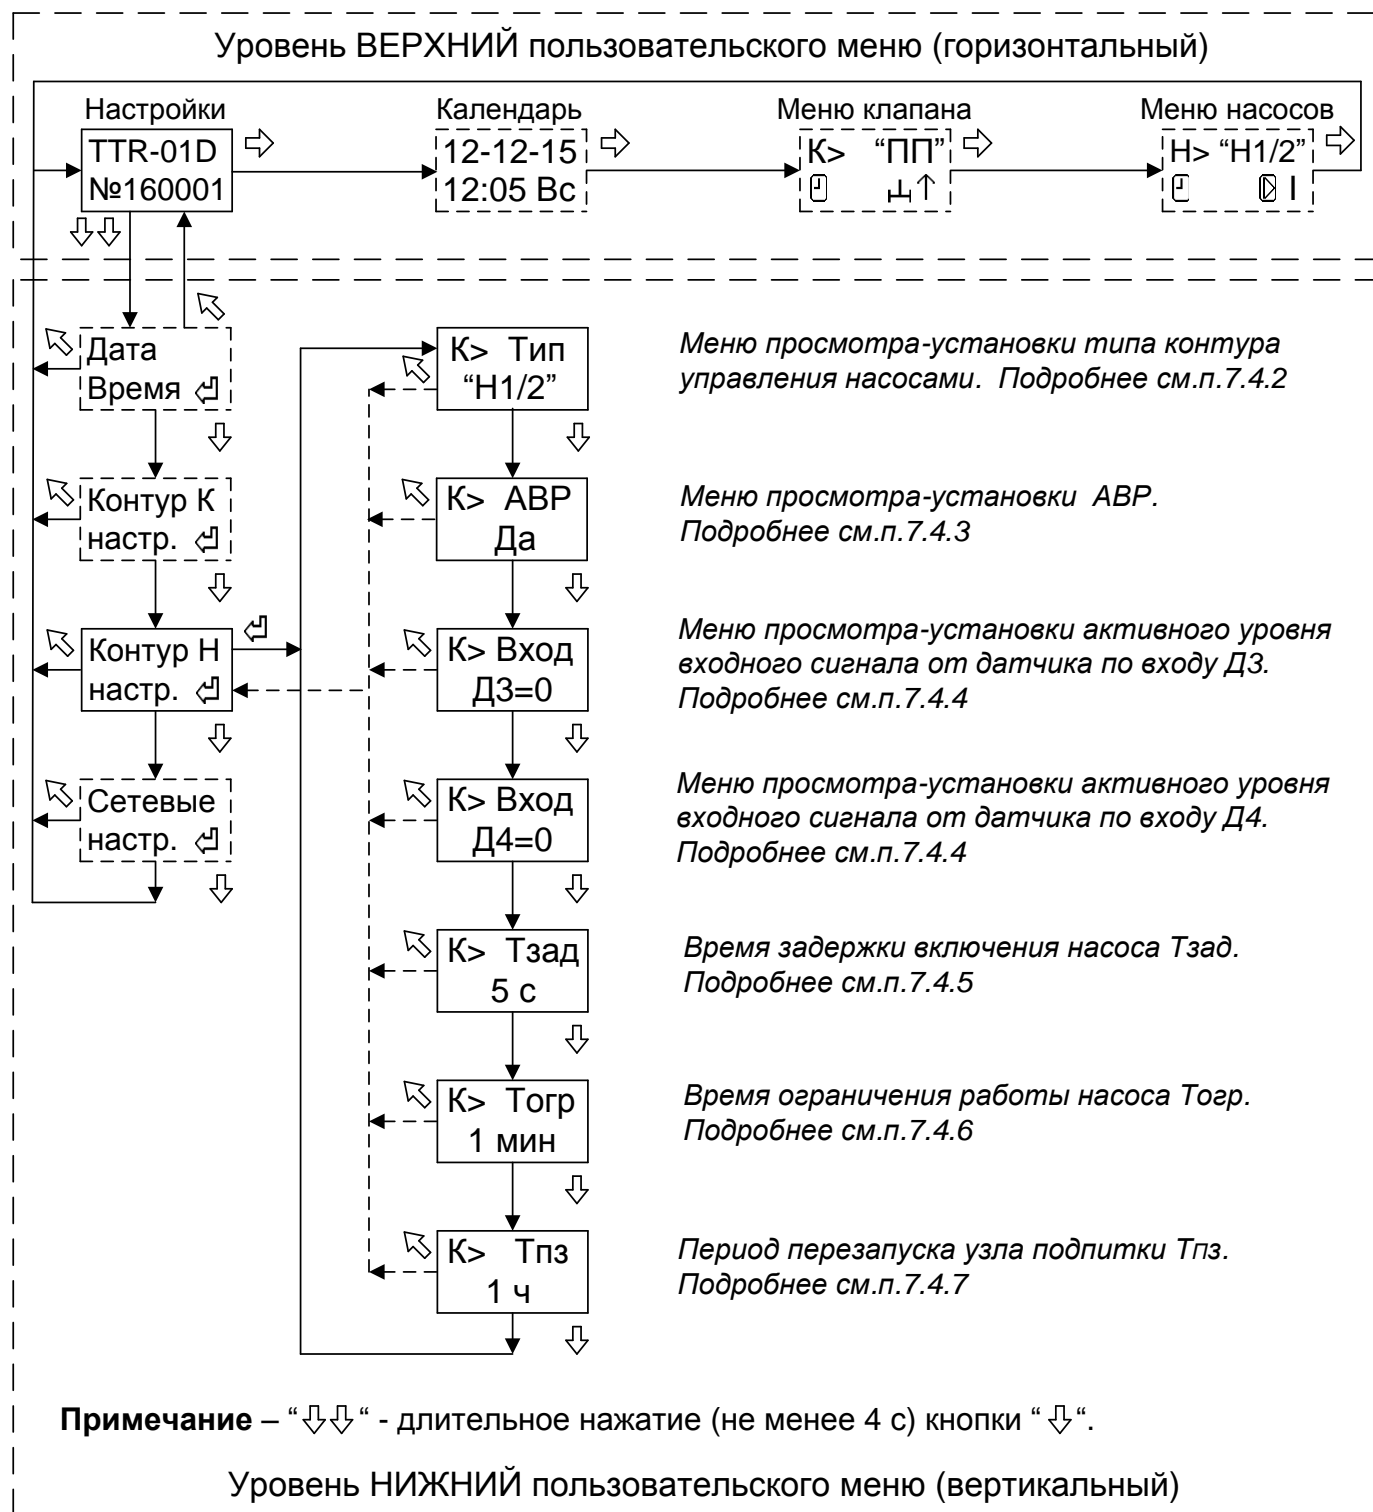 Уровень ВЕРХНИЙ пользовательского меню (горизонтальный)
Настройки
TTR-01D
№160001
Календарь
12-12-15
12:05 Вс
Меню клапана
К> “ПП”
Меню насосов
Н> “Н1/2”
I
Дата
Время
Контур К
настр.
Контур Н
настр.
Сетевые
настр.
К> Тип
“Н1/2”
Меню просмотра-установки типа контура
управления насосами. Подробнее см.п.7.4.2
К> АВР
Да
Меню просмотра-установки АВР.
Подробнее см.п.7.4.3
К> Вход
Д3=0
Меню просмотра-установки активного уровня
входного сигнала от датчика по входу Д3.
Подробнее см.п.7.4.4
К> Вход
Д4=0
Меню просмотра-установки активного уровня
входного сигнала от датчика по входу Д4.
Подробнее см.п.7.4.4
К> Тзад
5 с
Время задержки включения насоса Тзад.
Подробнее см.п.7.4.5
К> Тогр
1 мин
Время ограничения работы насоса Тогр.
Подробнее см.п.7.4.6
К> Тпз
1 ч
Период перезапуска узла подпитки Тпз.
Подробнее см.п.7.4.7
Примечание – “⇩⇩“ - длительное нажатие (не менее 4 с) кнопки “⇩“.
Уровень НИЖНИЙ пользовательского меню (вертикальный)